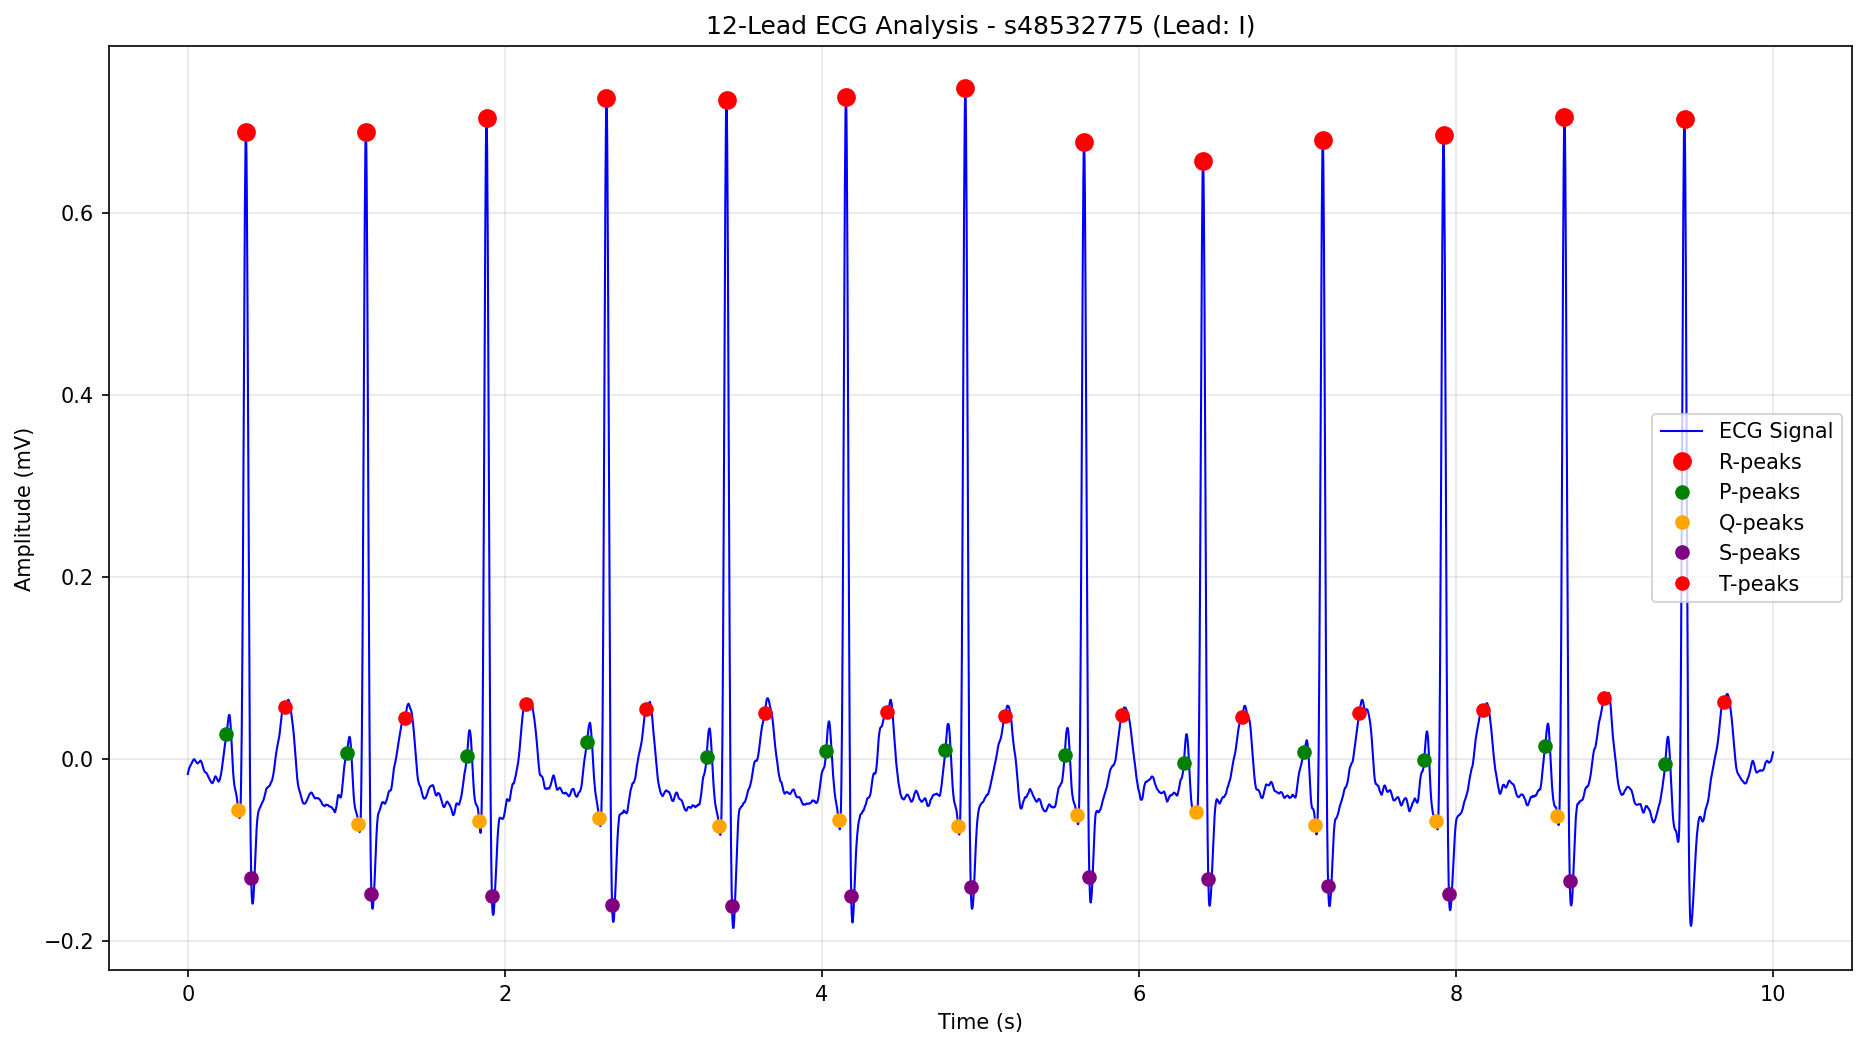 12-Lead ECG Analysis - s48532775 (Lead: I)
Amplitude (mV)
0.6
0.4
0.2
0.0
−0.2
ECG Signal
R-peaks
P-peaks
Q-peaks
S-peaks
T-peaks
0 2 4 6 8 10
Time (s)